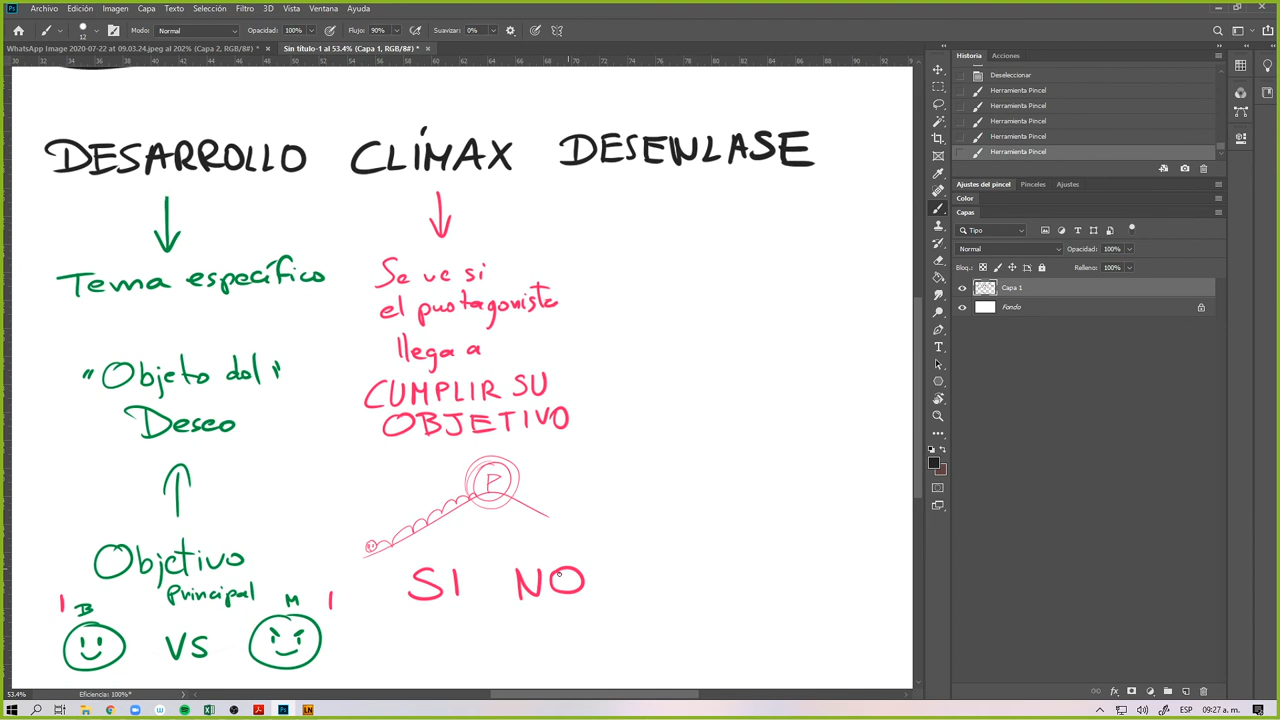 Ps Archivo Edición Imagen Capa Texto Selección Filtro 3D Vista Ventana Ayuda
12 Modo: Normal Opacidad: 100% Flujo: 90% Suavizar: 0%
WhatsApp Image 2020-07-22 at 09.03.24.jpeg al 202% (Capa 2, RGB/8#) * × Sin título-1 al 53.4% (Capa 1, RGB/8#) * ×
DESARROLLO CLÍMAX DESENLASE
Tema específico
"Objeto del"
Deseo
Objetivo
Principal
1 B M 1
VS
Se ve si
el protagonista
llega a
CUMPLIR SU
OBJETIVO
P
SI NO
Historia Acciones
Deseleccionar
Herramienta Pincel
Herramienta Pincel
Herramienta Pincel
Herramienta Pincel
Herramienta Pincel
Ajustes del pincel Pinceles Ajustes
Color
Capas
Tipo
Normal Opacidad: 100%
Bloq.: Relleno: 100%
Capa 1
Fondo
53.4% Eficiencia: 100%*
ESP 09:27 a. m.